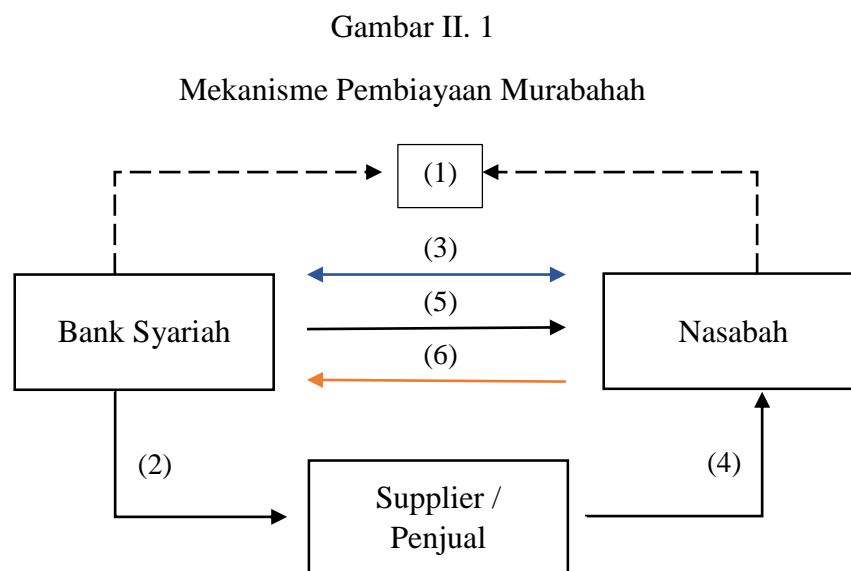 Gambar II. 1
Mekanisme Pembiayaan Murabahah
(1)
(3)
Bank Syariah
(5)
Nasabah
(6)
(2)
Supplier /
Penjual
(4)